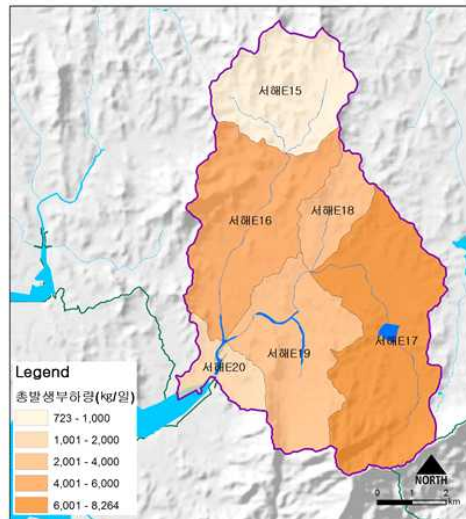 서해E15
서해E18
서해E16
서해E17
서해E19
서해E20
Legend
총발생부하량(kg/일)
723 - 1,000
1,001 - 2,000
2,001 - 4,000
4,001 - 6,000
6,001 - 8,264
NORTH
0 1 2
km